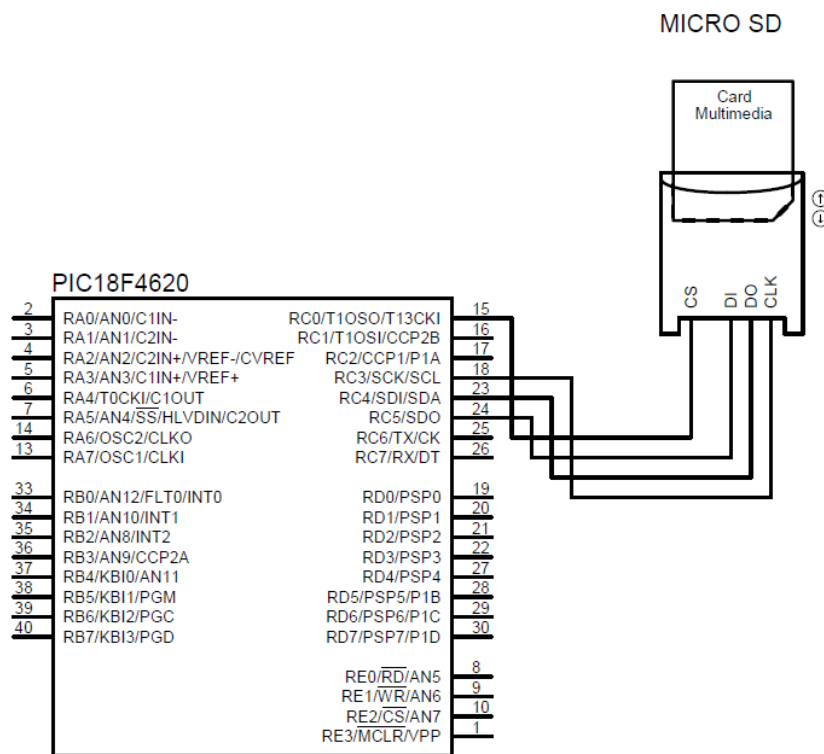 MICRO SD
Card
Multimedia
CS
DI
DO
CLK
PIC18F4620
2 RA0/AN0/C1IN- RC0/T1OSO/T13CKI 15
3 RA1/AN1/C2IN- RC1/T1OSI/CCP2B 16
4 RA2/AN2/C2IN+/VREF-/CVREF RC2/CCP1/P1A 17
5 RA3/AN3/C1IN+/VREF+ RC3/SCK/SCL 18
6 RA4/T0CKI/C1OUT RC4/SDI/SDA 23
7 RA5/AN4/SS/HLVDIN/C2OUT RC5/SDO 24
14 RA6/OSC2/CLKO RC6/TX/CK 25
13 RA7/OSC1/CLKI RC7/RX/DT 26
33 RB0/AN12/FLT0/INT0 RD0/PSP0 19
34 RB1/AN10/INT1 RD1/PSP1 20
35 RB2/AN8/INT2 RD2/PSP2 21
36 RB3/AN9/CCP2A RD3/PSP3 22
37 RB4/KBI0/AN11 RD4/PSP4 27
38 RB5/KBI1/PGM RD5/PSP5/P1B 28
39 RB6/KBI2/PGC RD6/PSP6/P1C 29
40 RB7/KBI3/PGD RD7/PSP7/P1D 30
RE0/RD/AN5 8
RE1/WR/AN6 9
RE2/CS/AN7 10
RE3/MCLR/VPP 1